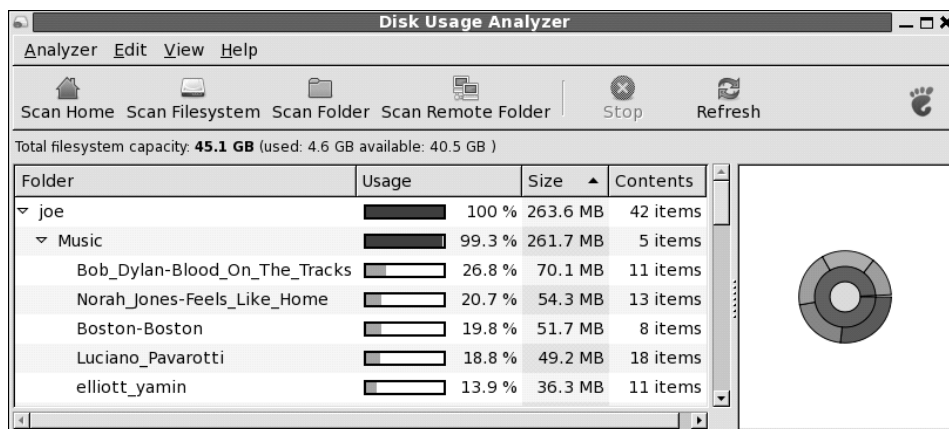 Disk Usage Analyzer
Analyzer Edit View Help
Scan Home Scan Filesystem Scan Folder Scan Remote Folder Stop Refresh
Total filesystem capacity: 45.1 GB (used: 4.6 GB available: 40.5 GB )
Folder Usage Size Contents
joe 100 % 263.6 MB 42 items
Music 99.3 % 261.7 MB 5 items
Bob_Dylan-Blood_On_The_Tracks 26.8 % 70.1 MB 11 items
Norah_Jones-Feels_Like_Home 20.7 % 54.3 MB 13 items
Boston-Boston 19.8 % 51.7 MB 8 items
Luciano_Pavarotti 18.8 % 49.2 MB 18 items
elliott_yamin 13.9 % 36.3 MB 11 items